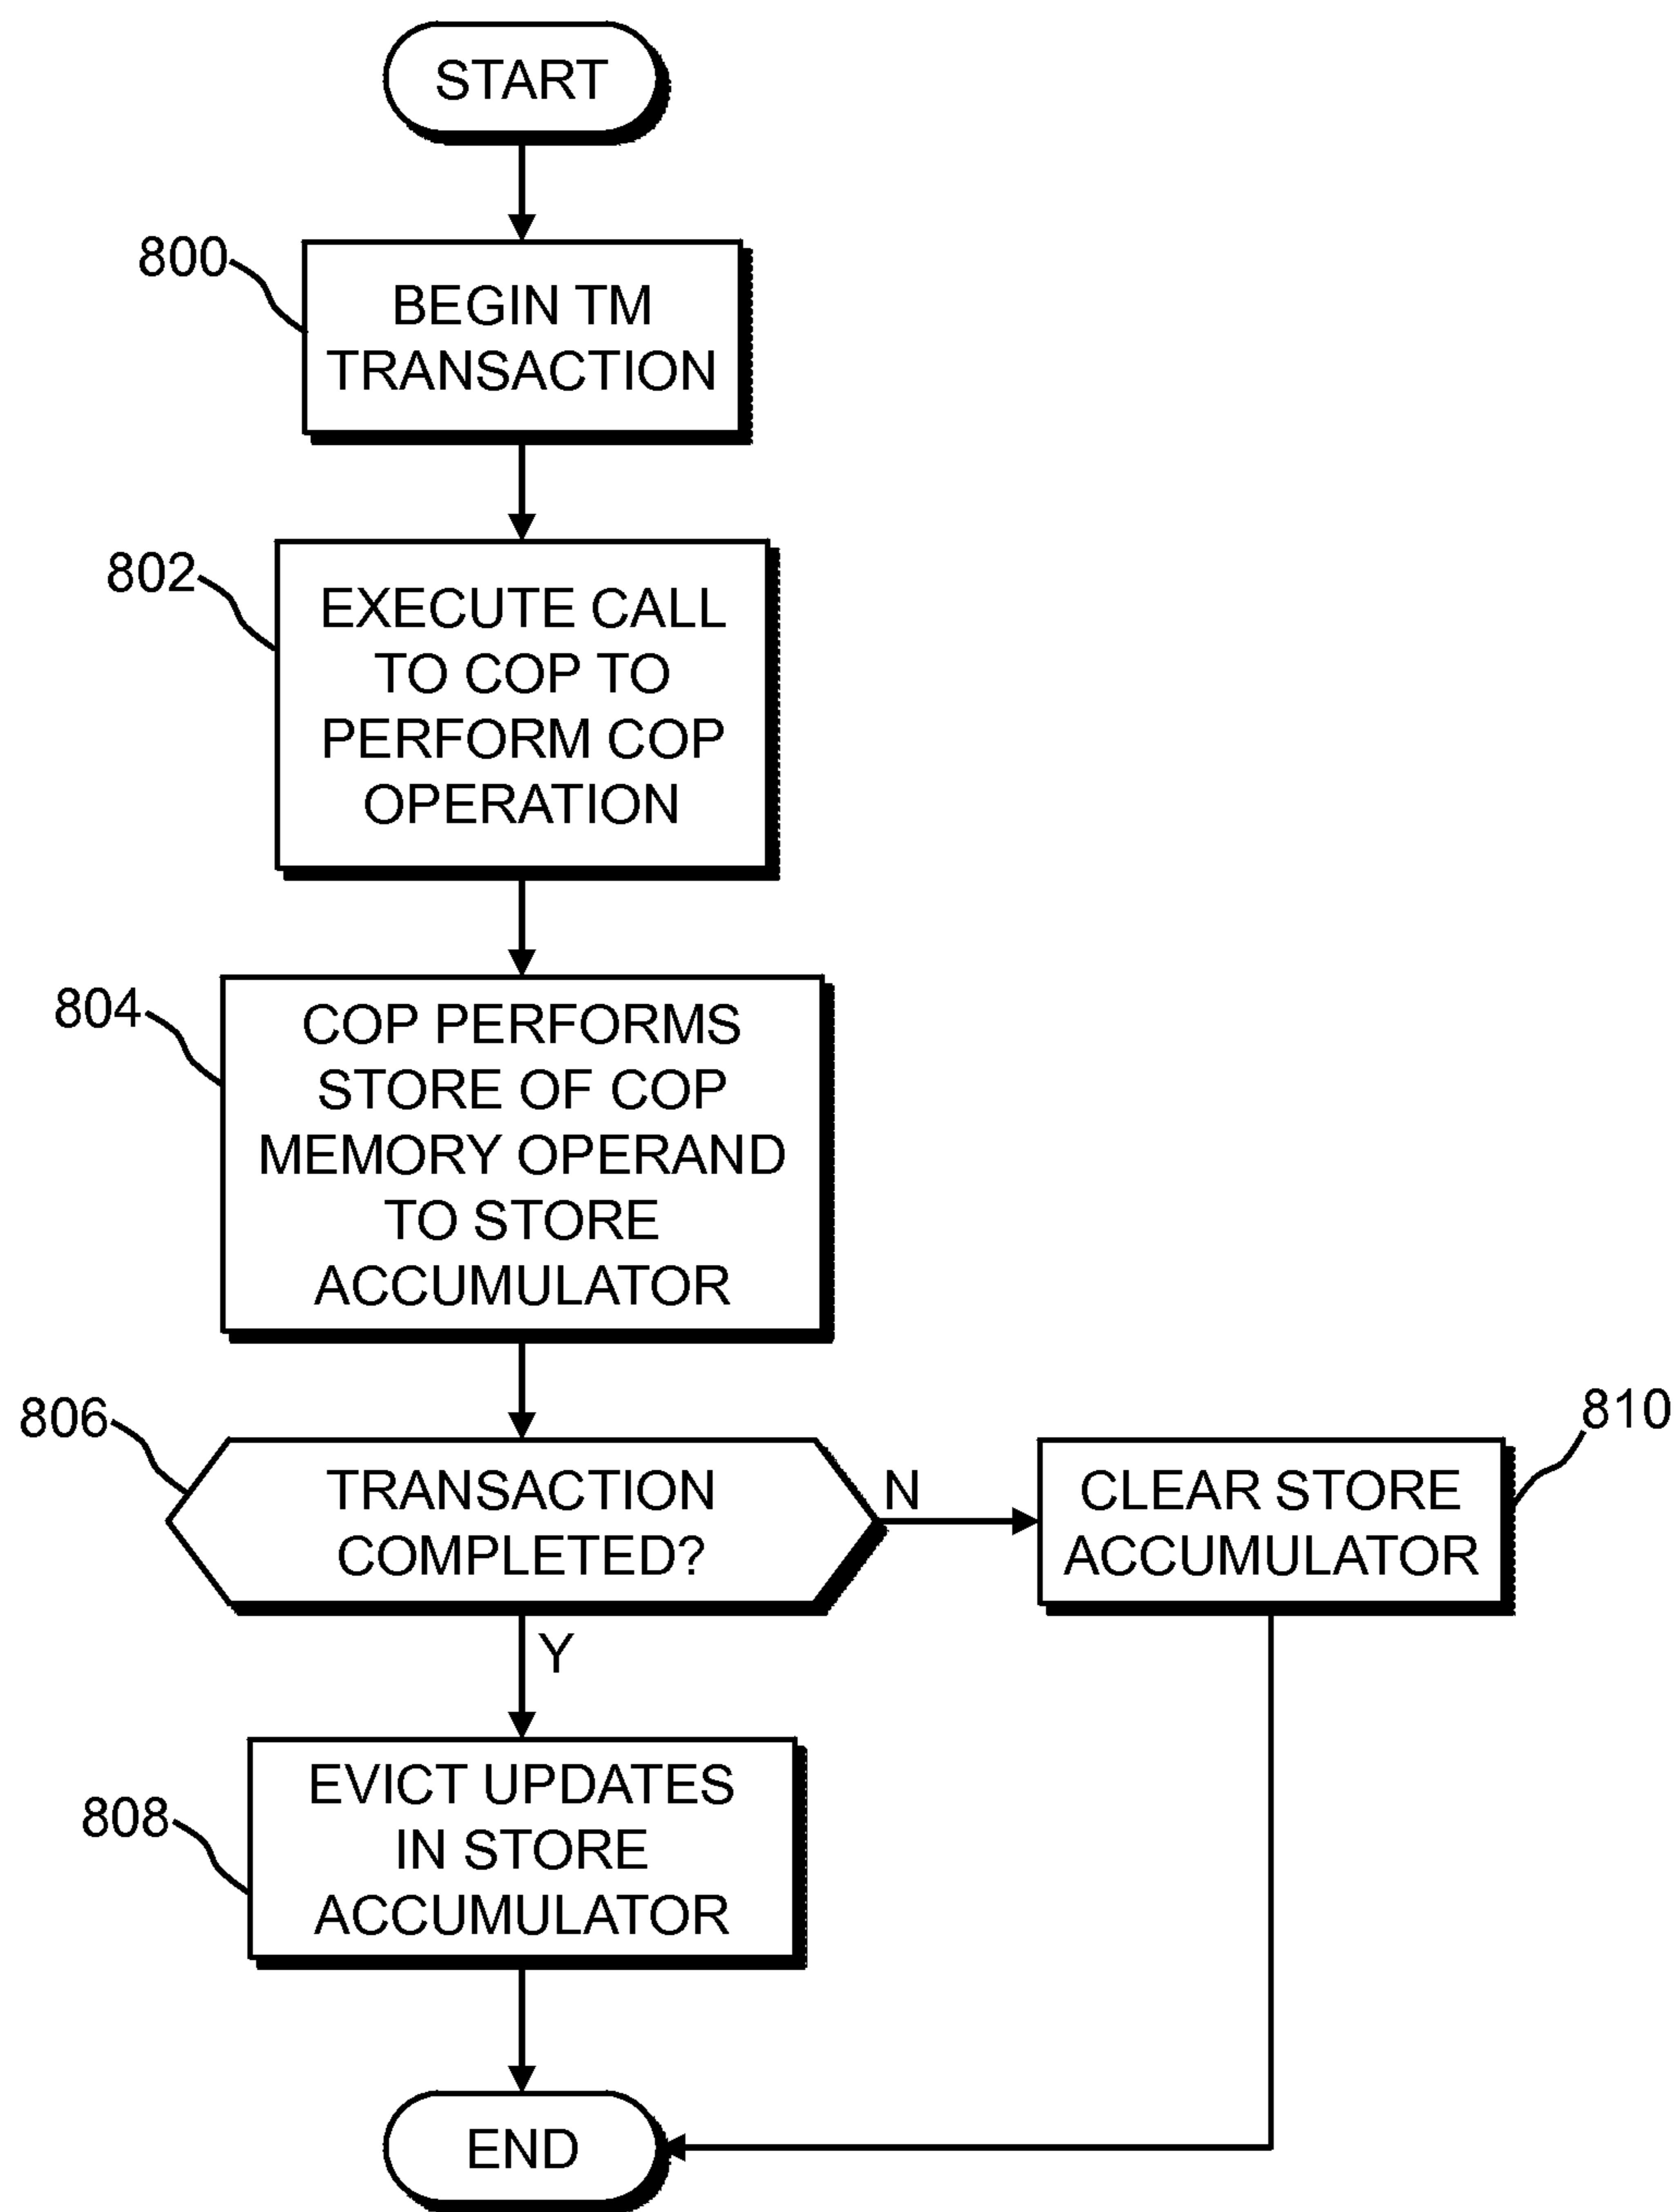 START
800
BEGIN TM
TRANSACTION
802
EXECUTE CALL
TO COP TO
PERFORM COP
OPERATION
804
COP PERFORMS
STORE OF COP
MEMORY OPERAND
TO STORE
ACCUMULATOR
806
TRANSACTION
COMPLETED?
N
810
CLEAR STORE
ACCUMULATOR
Y
808
EVICT UPDATES
IN STORE
ACCUMULATOR
END